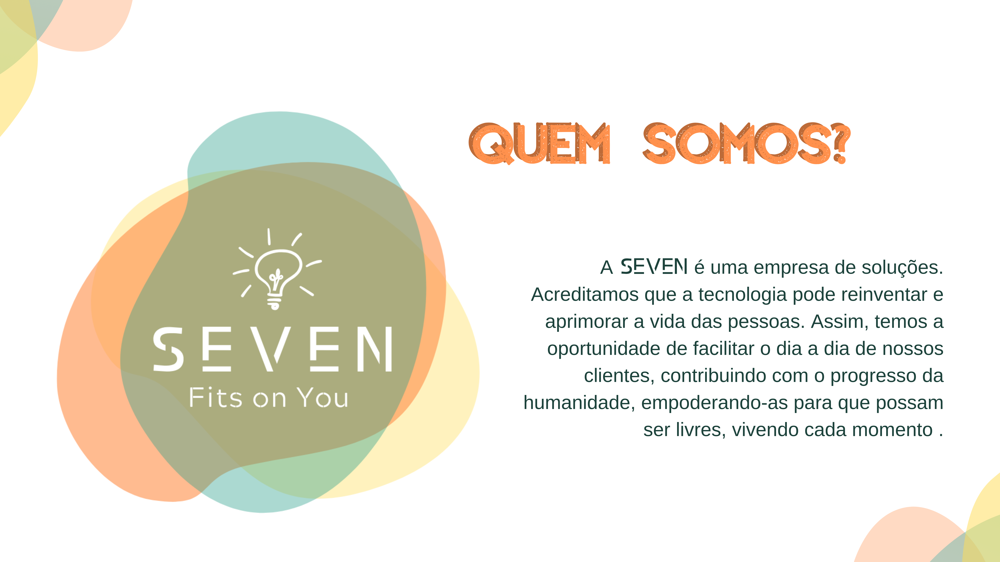 QUEM SOMOS?
SEVEN
Fits on You
A SEVEN é uma empresa de soluções.
Acreditamos que a tecnologia pode reinventar e
aprimorar a vida das pessoas. Assim, temos a
oportunidade de facilitar o dia a dia de nossos
clientes, contribuindo com o progresso da
humanidade, empoderando-as para que possam
ser livres, vivendo cada momento .